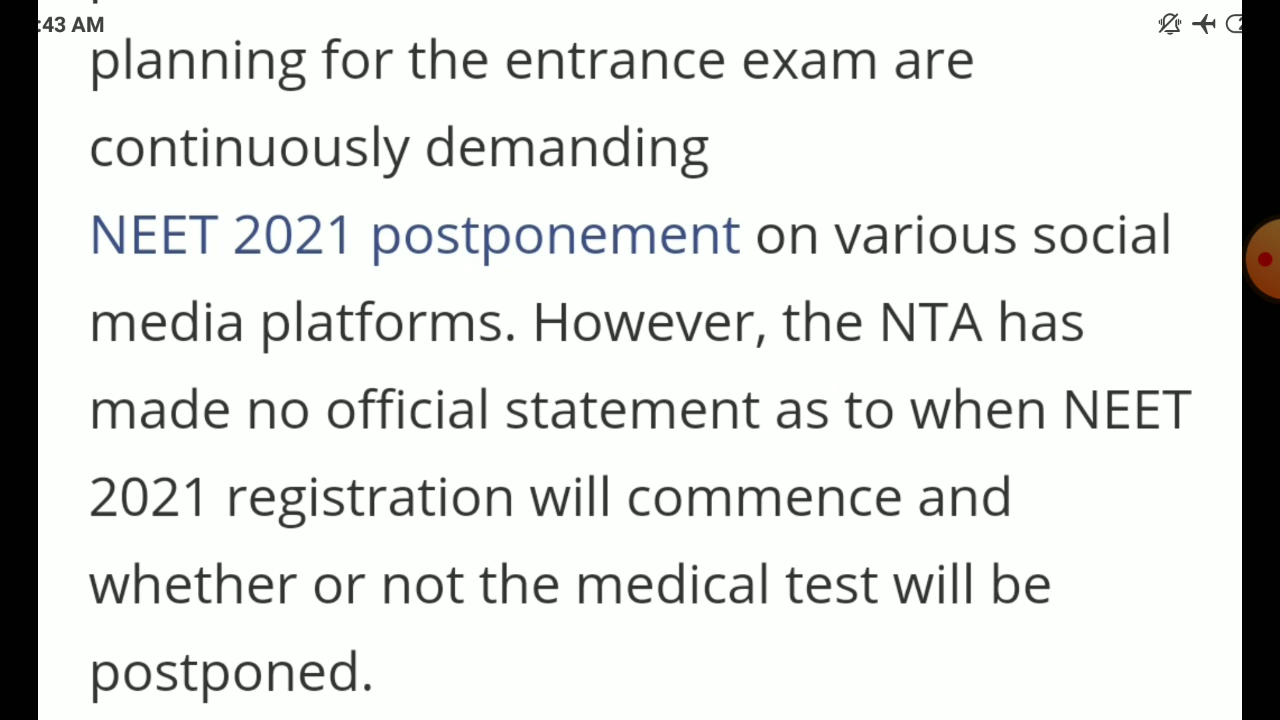 :43 AM
planning for the entrance exam are
continuously demanding
NEET 2021 postponement on various social
media platforms. However, the NTA has
made no official statement as to when NEET
2021 registration will commence and
whether or not the medical test will be
postponed.